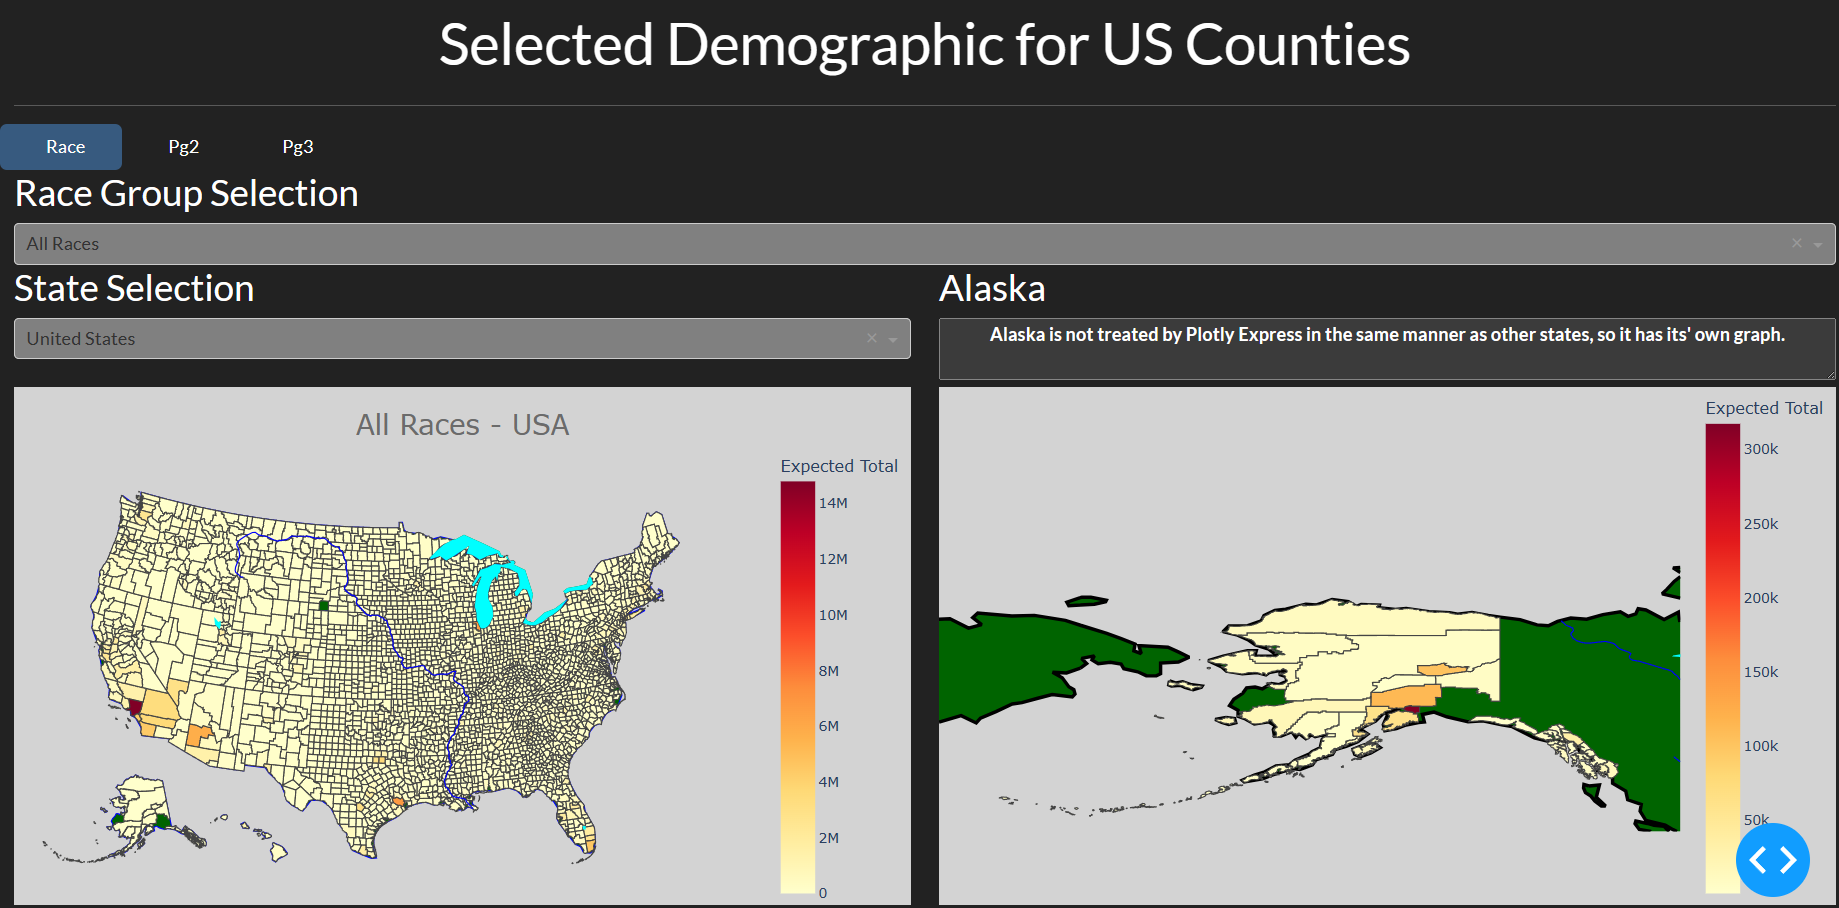 Selected Demographic for US Counties
Race Pg2 Pg3
Race Group Selection
All Races
State Selection
United States
Alaska
Alaska is not treated by Plotly Express in the same manner as other states, so it has its' own graph.
All Races - USA
Expected Total
14M
12M
10M
8M
6M
4M
2M
0
Expected Total
300k
250k
200k
150k
100k
50k